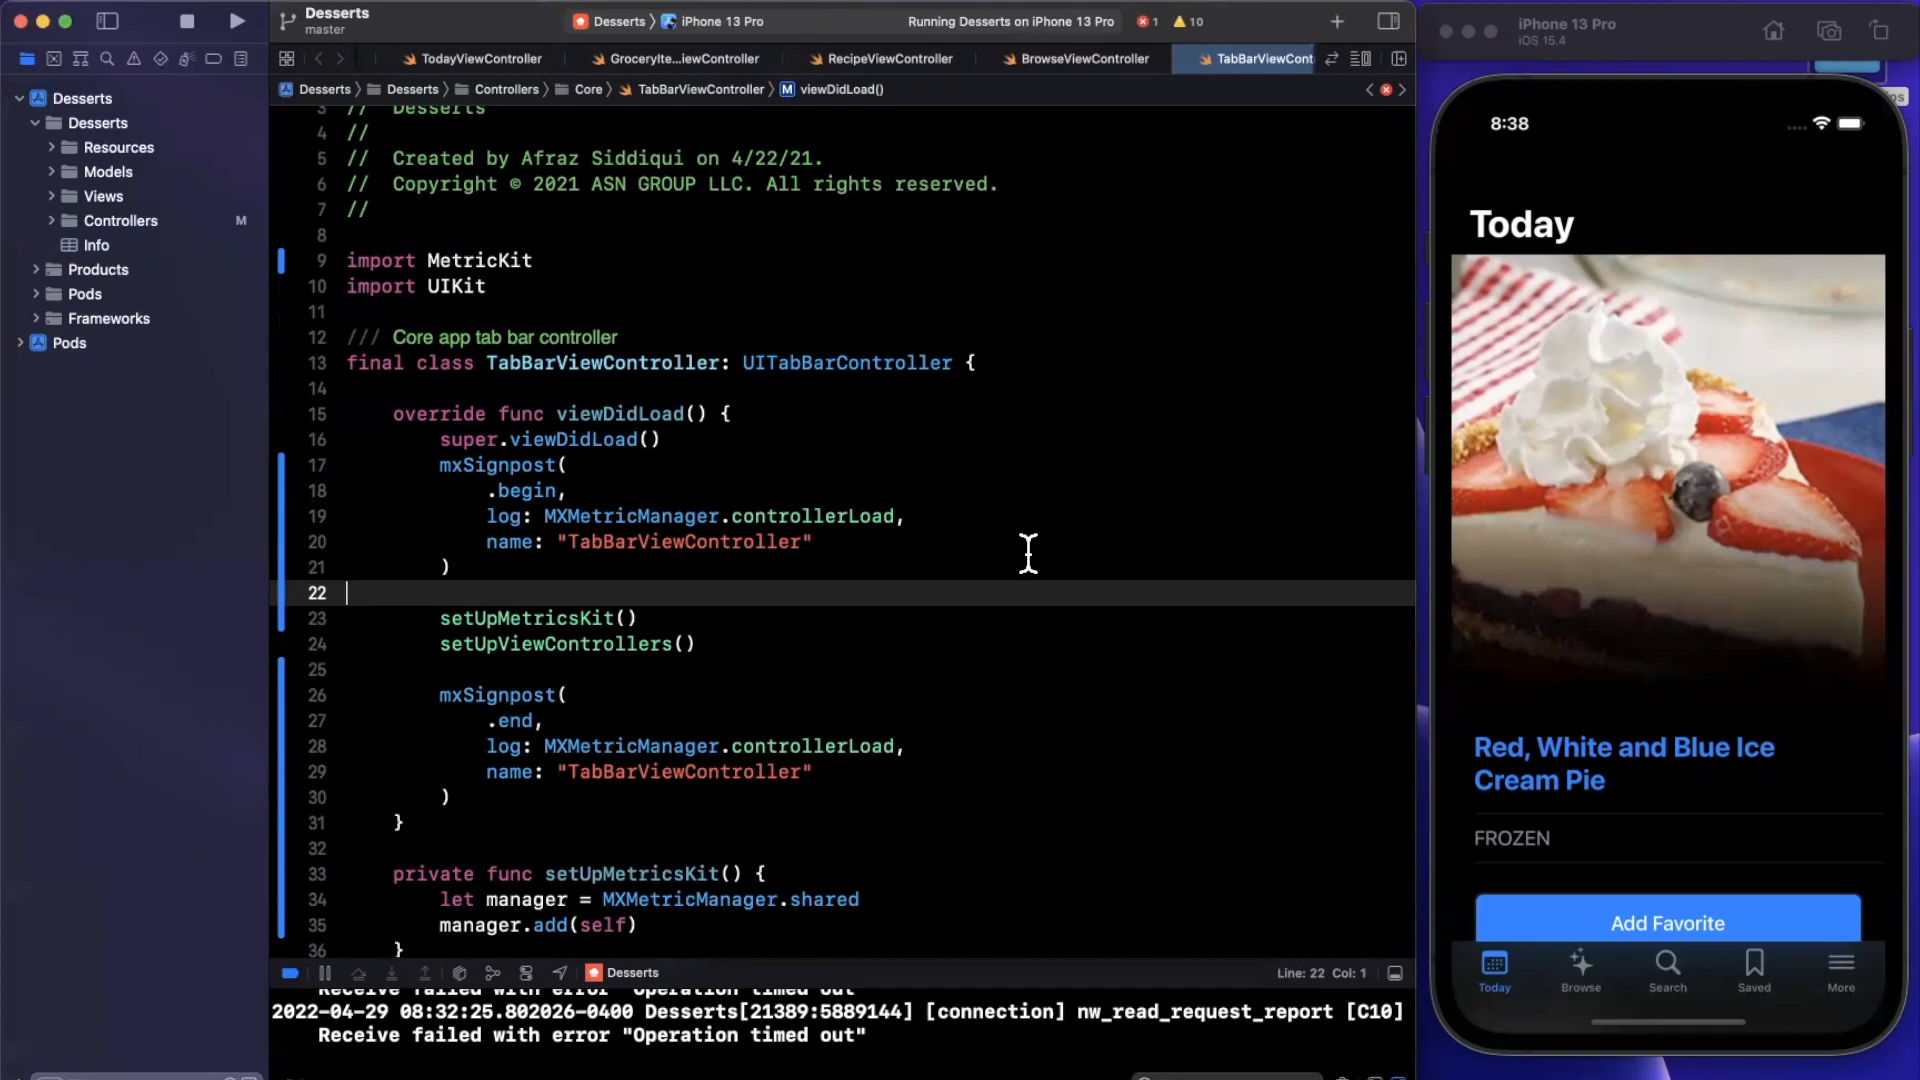 Desserts
master
Desserts 〉 iPhone 13 Pro
Running Desserts on iPhone 13 Pro
1
10
TodayViewController
GroceryIte...iewController
RecipeViewController
BrowseViewController
TabBarViewCont
Desserts 〉 Desserts 〉 Controllers 〉 Core 〉 TabBarViewController 〉 M viewDidLoad()
Desserts
Desserts
Resources
Models
Views
Controllers M
Info
Products
Pods
Frameworks
Pods
3 // Desserts
4 //
5 // Created by Afraz Siddiqui on 4/22/21.
6 // Copyright © 2021 ASN GROUP LLC. All rights reserved.
7 //
8
9 import MetricKit
10 import UIKit
11
12 /// Core app tab bar controller
13 final class TabBarViewController: UITabBarController {
14
15 override func viewDidLoad() {
16 super.viewDidLoad()
17 mxSignpost(
18 .begin,
19 log: MXMetricManager.controllerLoad,
20 name: "TabBarViewController"
21 )
22
23 setUpMetricsKit()
24 setUpViewControllers()
25
26 mxSignpost(
27 .end,
28 log: MXMetricManager.controllerLoad,
29 name: "TabBarViewController"
30 )
31 }
32
33 private func setUpMetricsKit() {
34 let manager = MXMetricManager.shared
35 manager.add(self)
36 }
Desserts
Line: 22 Col: 1
Receive failed with error "Operation timed out"
2022-04-29 08:32:25.802026-0400 Desserts[21389:5889144] [connection] nw_read_request_report [C10]
Receive failed with error "Operation timed out"
iPhone 13 Pro
iOS 15.4
8:38
Today
Red, White and Blue Ice
Cream Pie
FROZEN
Add Favorite
Today
Browse
Search
Saved
More